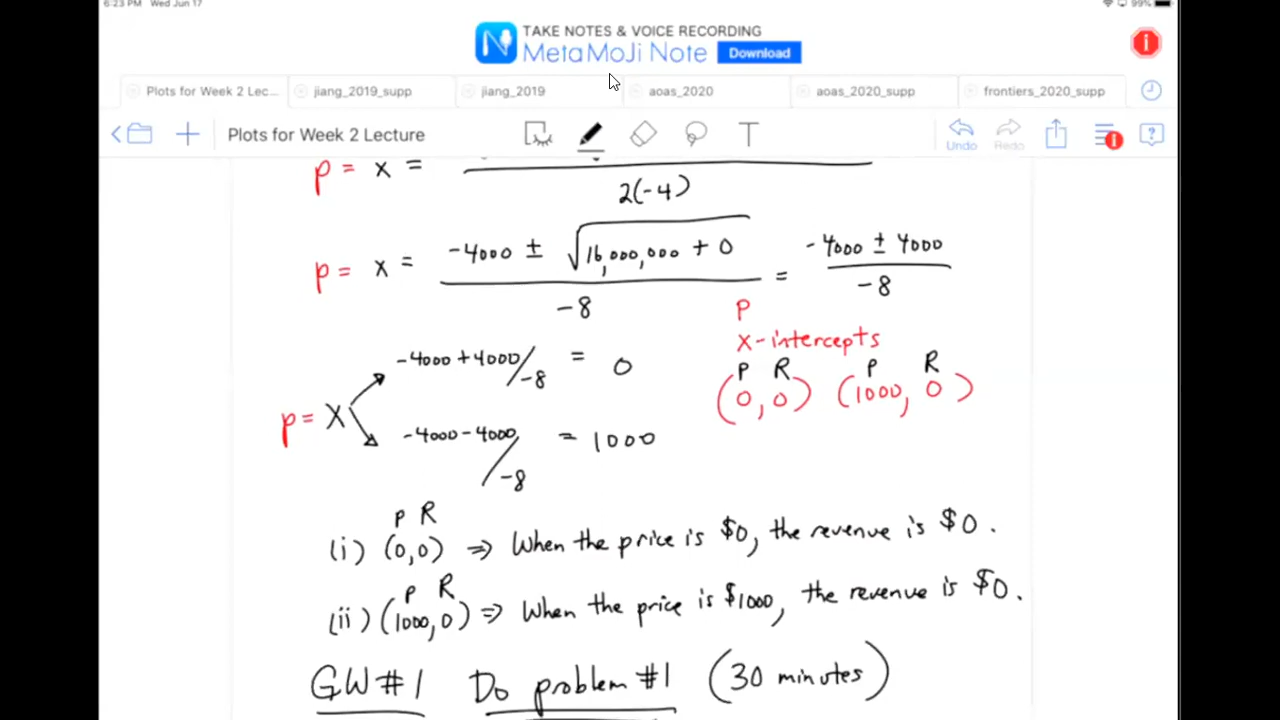 6:23 PM Wed Jun 17
99%
TAKE NOTES & VOICE RECORDING
MetaMoJi Note Download
Plots for Week 2 Lec... jiang_2019_supp jiang_2019 aoas_2020 aoas_2020_supp frontiers_2020_supp
Plots for Week 2 Lecture T Undo Redo
p = x =
2(-4)
p = x = -4000 ± √16,000,000 + 0 / -8 = -4000 ± 4000 / -8
P
X-intercepts
-4000 + 4000/-8 = 0
P R P R
(0, 0) (1000, 0)
p = X
-4000 - 4000/-8 = 1000
P R
(i) (0,0) => When the price is $0, the revenue is $0.
P R
(ii) (1000, 0) => When the price is $1000, the revenue is $0.
GW#1 Do problem #1 (30 minutes)